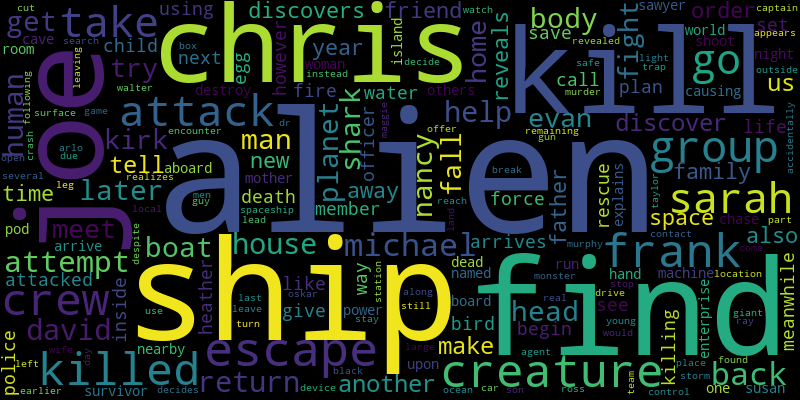 cut get take discovers using friend sawyer order watch captain
room cave search child box year egg body set appears
next however woman island save go world night
joe chris reveals home fight kill shoot light
human leaving try destroy instead fire decide others call safe trap outside
surface walter attack water plan murder causing us
following crash game encounter dr planet shark help evan discover life
arlo due kirk man officer maggie offer remaining gun group accidentally
open tell aboard new nancy fall break explains family
several realizes mother away force rescue taylor sarah
time leg later men guy death member reach father space chase part
pod meet local spaceship lead alien land murphy contact frank also
arrive despite boat house michael arrives
attempt heather way station dead named run monster hand machine location coma
attacked inside like oskar along board real see stop enterprise giant meanwhile
crew use last give power still bird head drive young would ray
david leave stay begin killing
police nearby turn ship escape large make find storm
left wife day killed return black upon creature agent team place found back
earlier survivor decides device another ocean car son ross control one susan revealed